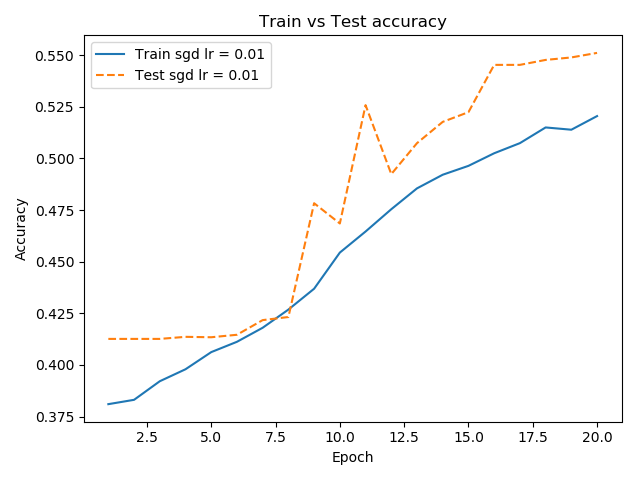 Train vs Test accuracy
Train sgd lr = 0.01
Test sgd lr = 0.01
Accuracy
0.550
0.525
0.500
0.475
0.450
0.425
0.400
0.375
2.5 5.0 7.5 10.0 12.5 15.0 17.5 20.0
Epoch